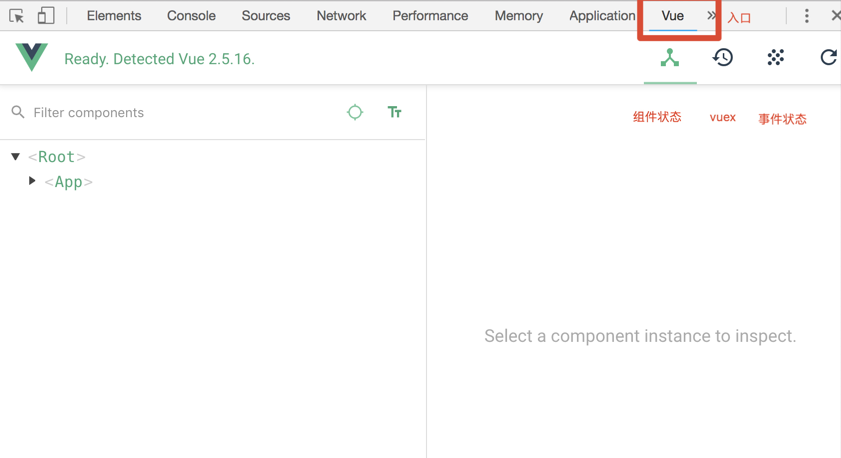 Elements Console Sources Network Performance Memory Application Vue » 入口
Ready. Detected Vue 2.5.16.
Filter components
Tт
组件状态 vuex 事件状态
<Root>
<App>
Select a component instance to inspect.